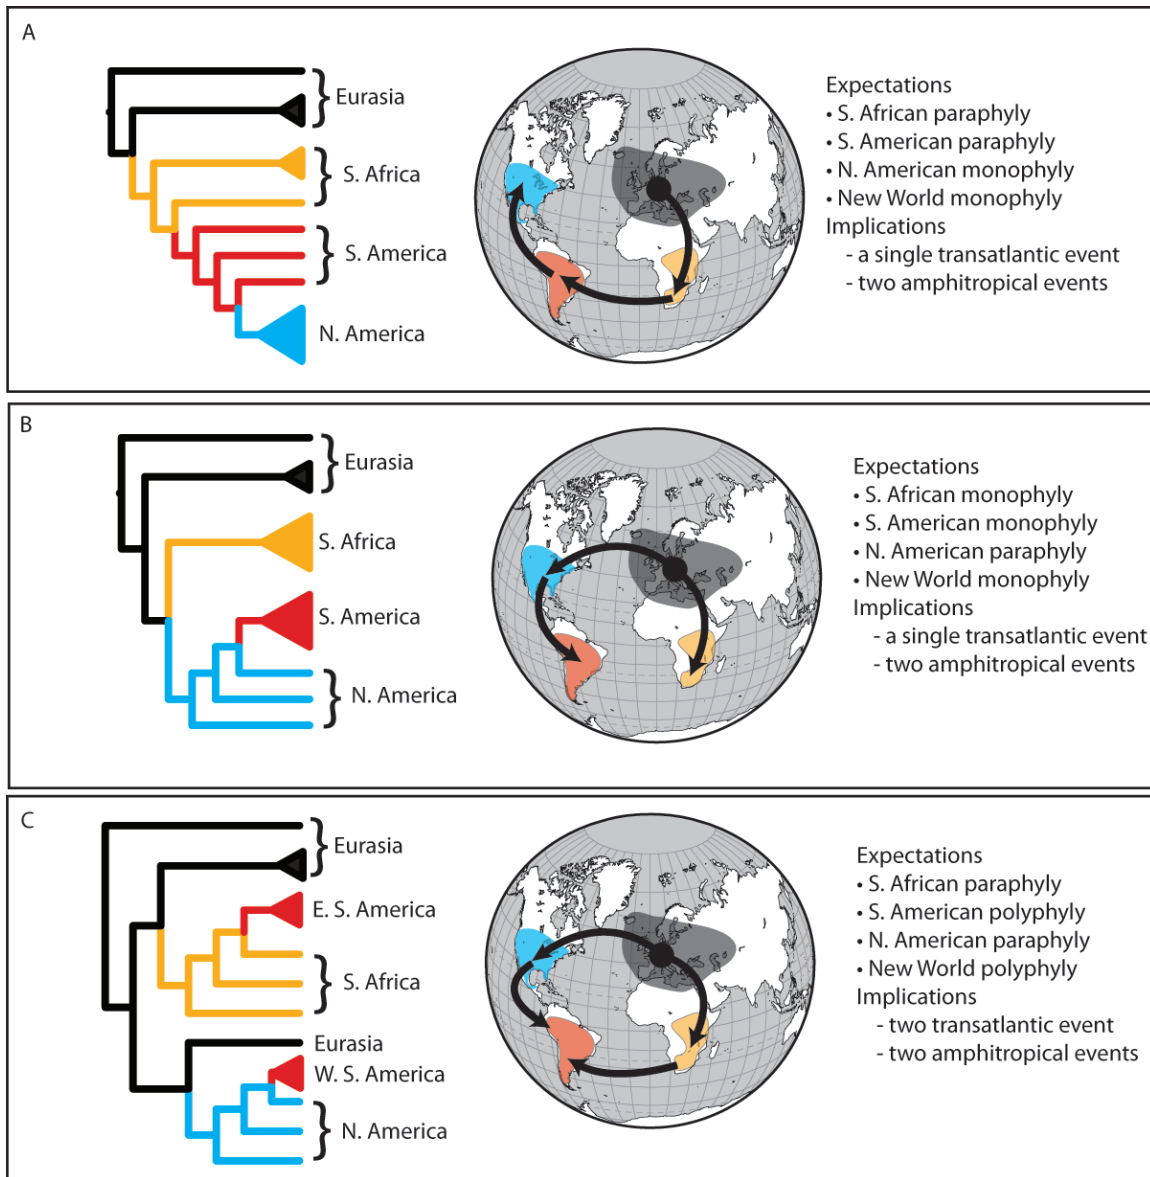 A
Eurasia
S. Africa
S. America
N. America
Expectations
• S. African paraphyly
• S. American paraphyly
• N. American monophyly
• New World monophyly
Implications
- a single transatlantic event
- two amphitropical events
B
Eurasia
S. Africa
S. America
N. America
Expectations
• S. African monophyly
• S. American monophyly
• N. American paraphyly
• New World monophyly
Implications
- a single transatlantic event
- two amphitropical events
C
Eurasia
E. S. America
S. Africa
Eurasia
W. S. America
N. America
Expectations
• S. African paraphyly
• S. American polyphyly
• N. American paraphyly
• New World polyphyly
Implications
- two transatlantic event
- two amphitropical events